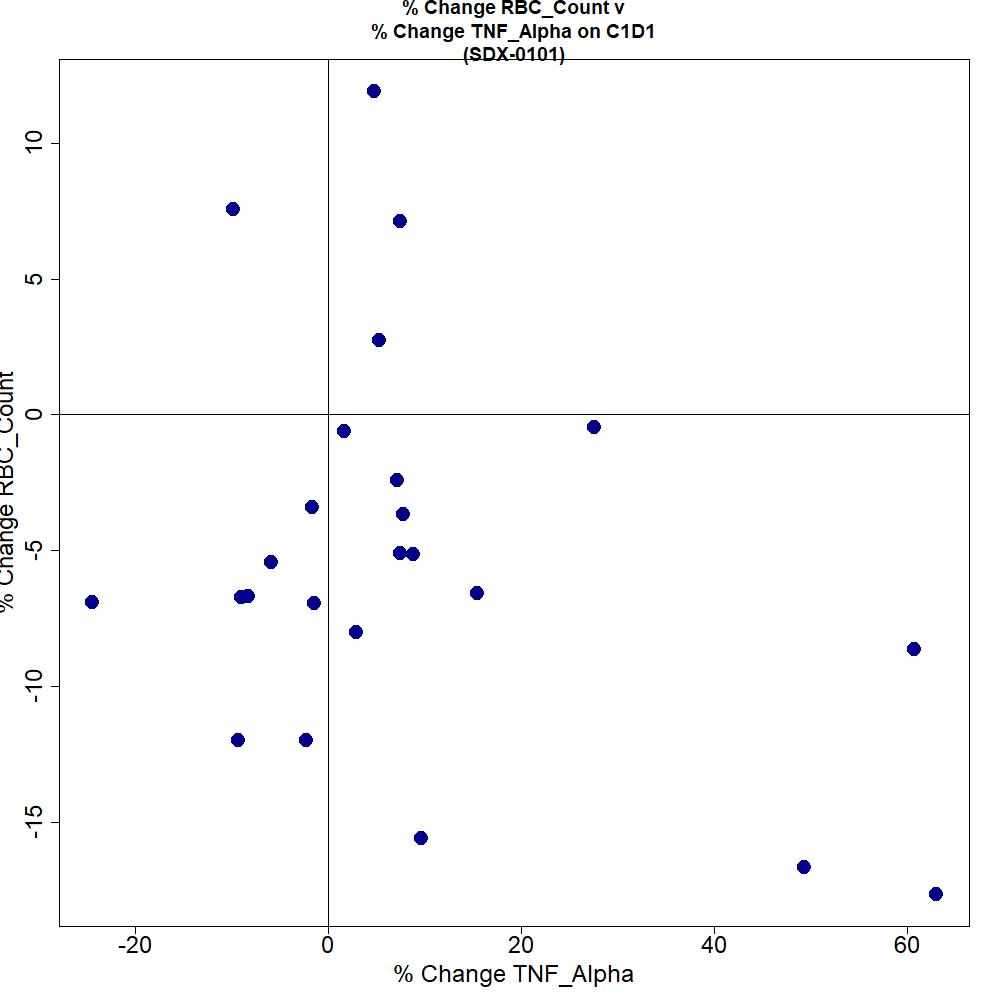 % Change RBC_Count v
% Change TNF_Alpha on C1D1
(SDX-0101)
% Change RBC_Count
10
5
0
-5
-10
-15
-20
0
20
40
60
% Change TNF_Alpha